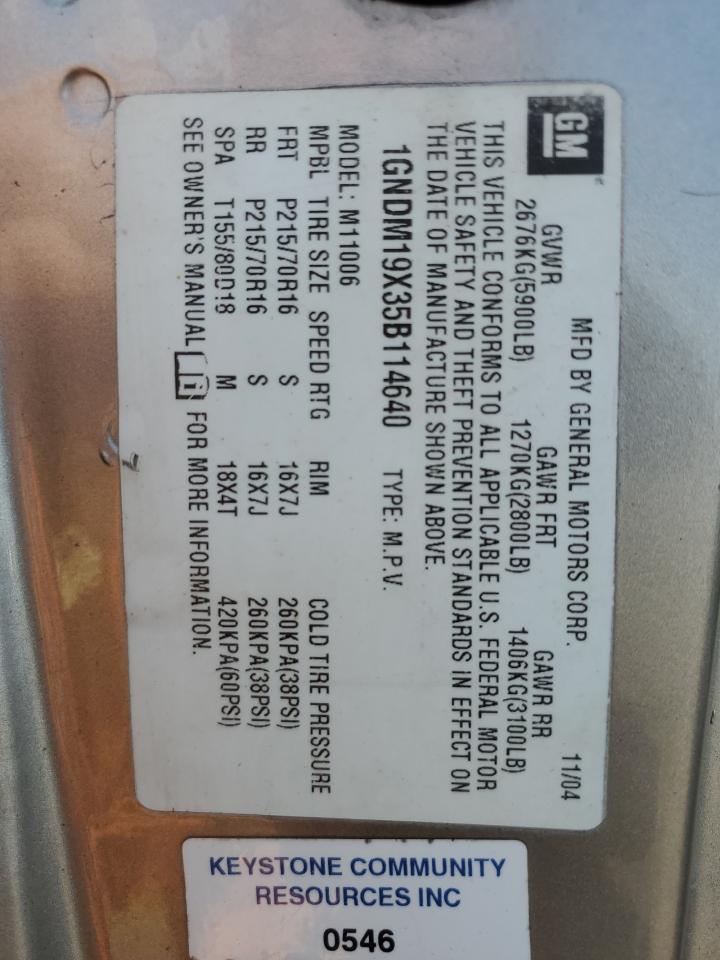 GM
MFD BY GENERAL MOTORS CORP. 11/04
GVWR GAWR FRT GAWR RR
2676KG(5900LB) 1270KG(2800LB) 1406KG(3100LB)
THIS VEHICLE CONFORMS TO ALL APPLICABLE U.S. FEDERAL MOTOR
VEHICLE SAFETY AND THEFT PREVENTION STANDARDS IN EFFECT ON
THE DATE OF MANUFACTURE SHOWN ABOVE.
1GNDM19X35B114640 TYPE: M.P.V.
MODEL: M11006
MPBL TIRE SIZE SPEED RTG RIM COLD TIRE PRESSURE
FRT P215/70R16 S 16X7J 260KPA(38PSI)
RR P215/70R16 S 16X7J 260KPA(38PSI)
SPA T155/80D18 M 18X4T 420KPA(60PSI)
SEE OWNER'S MANUAL FOR MORE INFORMATION.
KEYSTONE COMMUNITY
RESOURCES INC
0546